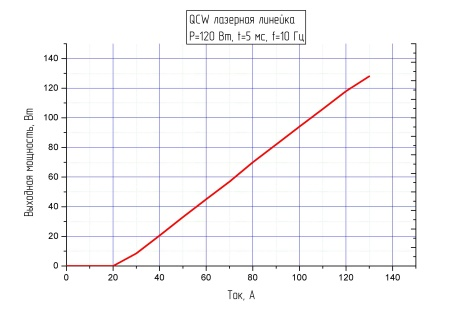 QCW лазерная линейка
P=120 Вт, t=5 мс, f=10 Гц
Выходная мощность, Вт
140
120
100
80
60
40
20
0
0 20 40 60 80 100 120 140
Ток, А